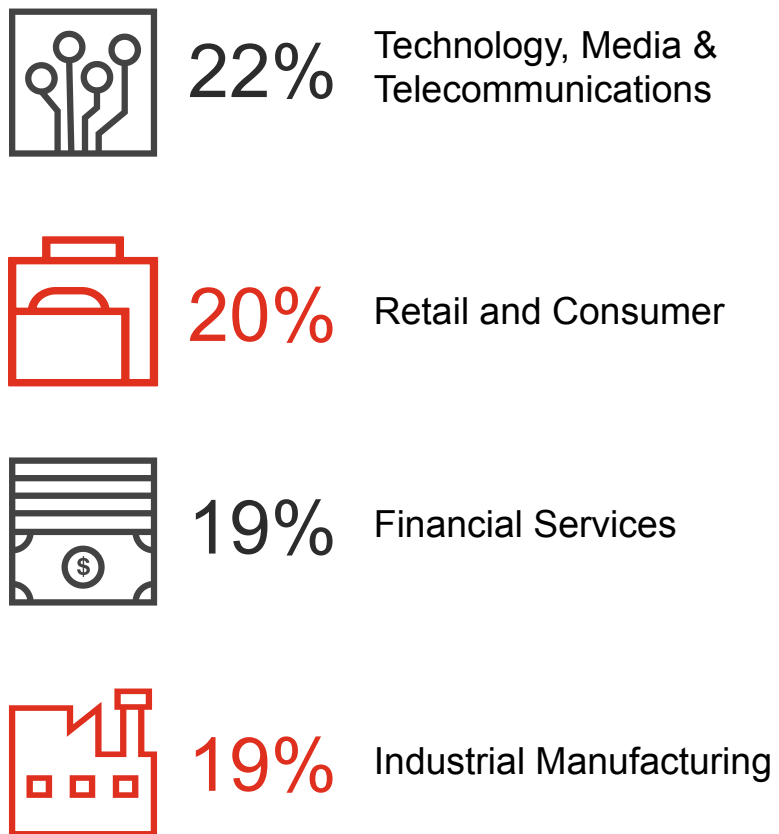 22%
Technology, Media &
Telecommunications
20%
Retail and Consumer
$
19%
Financial Services
19%
Industrial Manufacturing